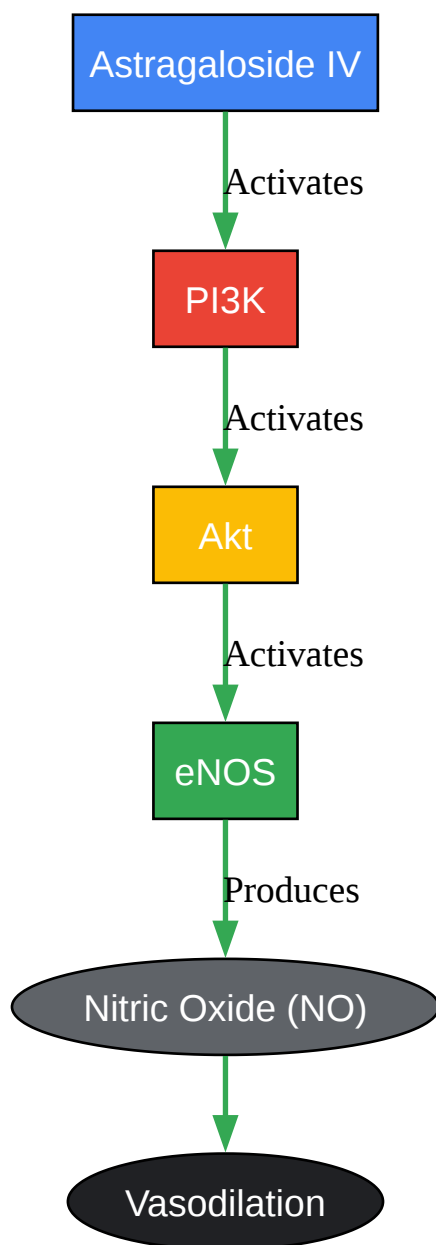 Astragaloside IV
Activates
PI3K
Activates
Akt
Activates
eNOS
Produces
Nitric Oxide (NO)
Vasodilation